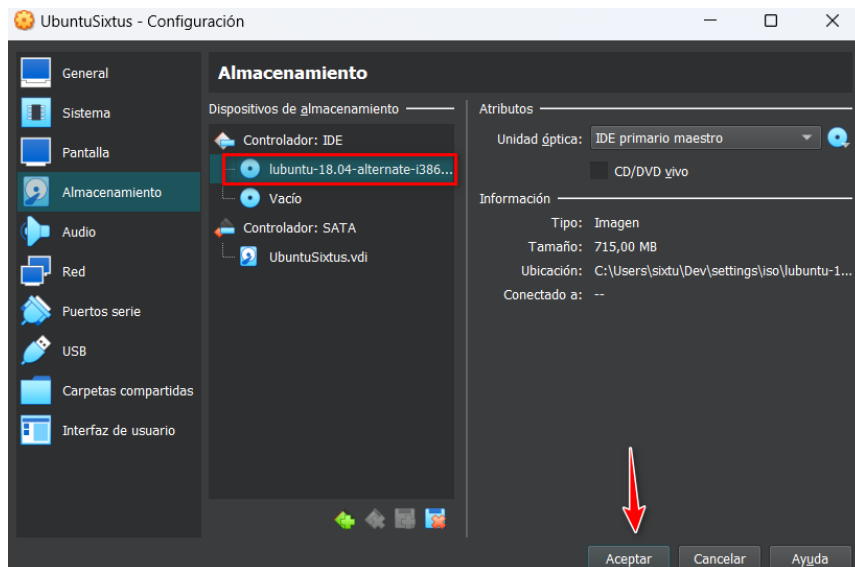 UbuntuSixtus - Configuración
General
Sistema
Pantalla
Almacenamiento
Audio
Red
Puertos serie
USB
Carpetas compartidas
Interfaz de usuario
Almacenamiento
Dispositivos de almacenamiento
Controlador: IDE
lubuntu-18.04-alternate-i386...
Vacío
Controlador: SATA
UbuntuSixtus.vdi
Atributos
Unidad óptica: IDE primario maestro
CD/DVD vivo
Información
Tipo: Imagen
Tamaño: 715,00 MB
Ubicación: C:\Users\sixtu\Dev\settings\iso\lubuntu-1...
Conectado a: --
Aceptar Cancelar Ayuda